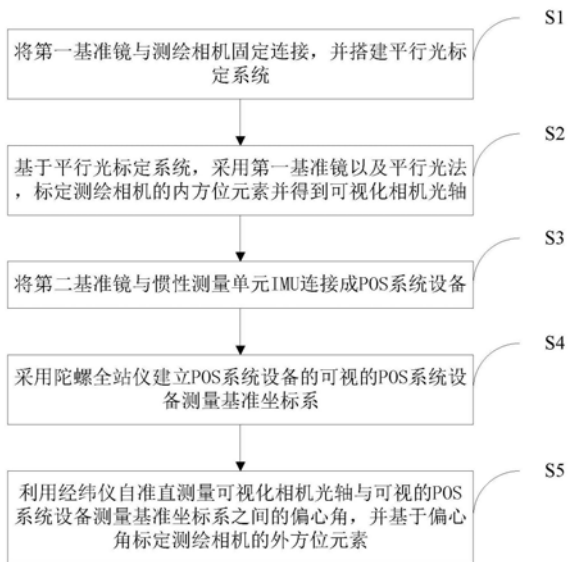 S1
将第一基准镜与测绘相机固定连接，并搭建平行光标
定系统
S2
基于平行光标定系统，采用第一基准镜以及平行光法
，标定测绘相机的内方位元素并得到可视化相机光轴
S3
将第二基准镜与惯性测量单元IMU连接成POS系统设备
S4
采用陀螺全站仪建立POS系统设备的可视的POS系统设
备测量基准坐标系
S5
利用经纬仪自准直测量可视化相机光轴与可视的POS
系统设备测量基准坐标系之间的偏心角，并基于偏心
角标定测绘相机的外方位元素